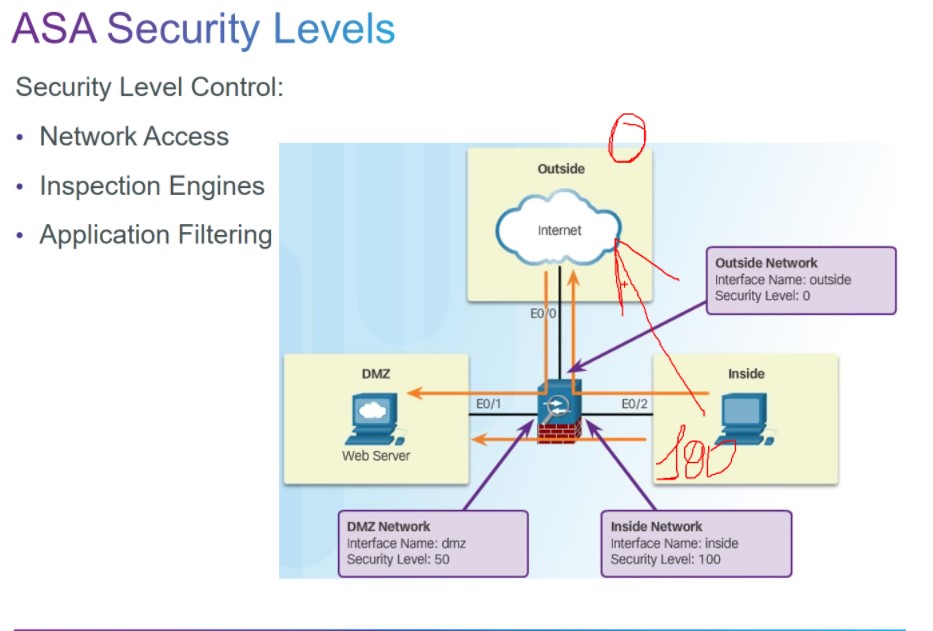 ASA Security Levels
Security Level Control:
• Network Access
• Inspection Engines
• Application Filtering
0
Outside
Internet
Outside Network
Interface Name: outside
Security Level: 0
E0/0
DMZ
Inside
E0/1
E0/2
Web Server
100
DMZ Network
Interface Name: dmz
Security Level: 50
Inside Network
Interface Name: inside
Security Level: 100